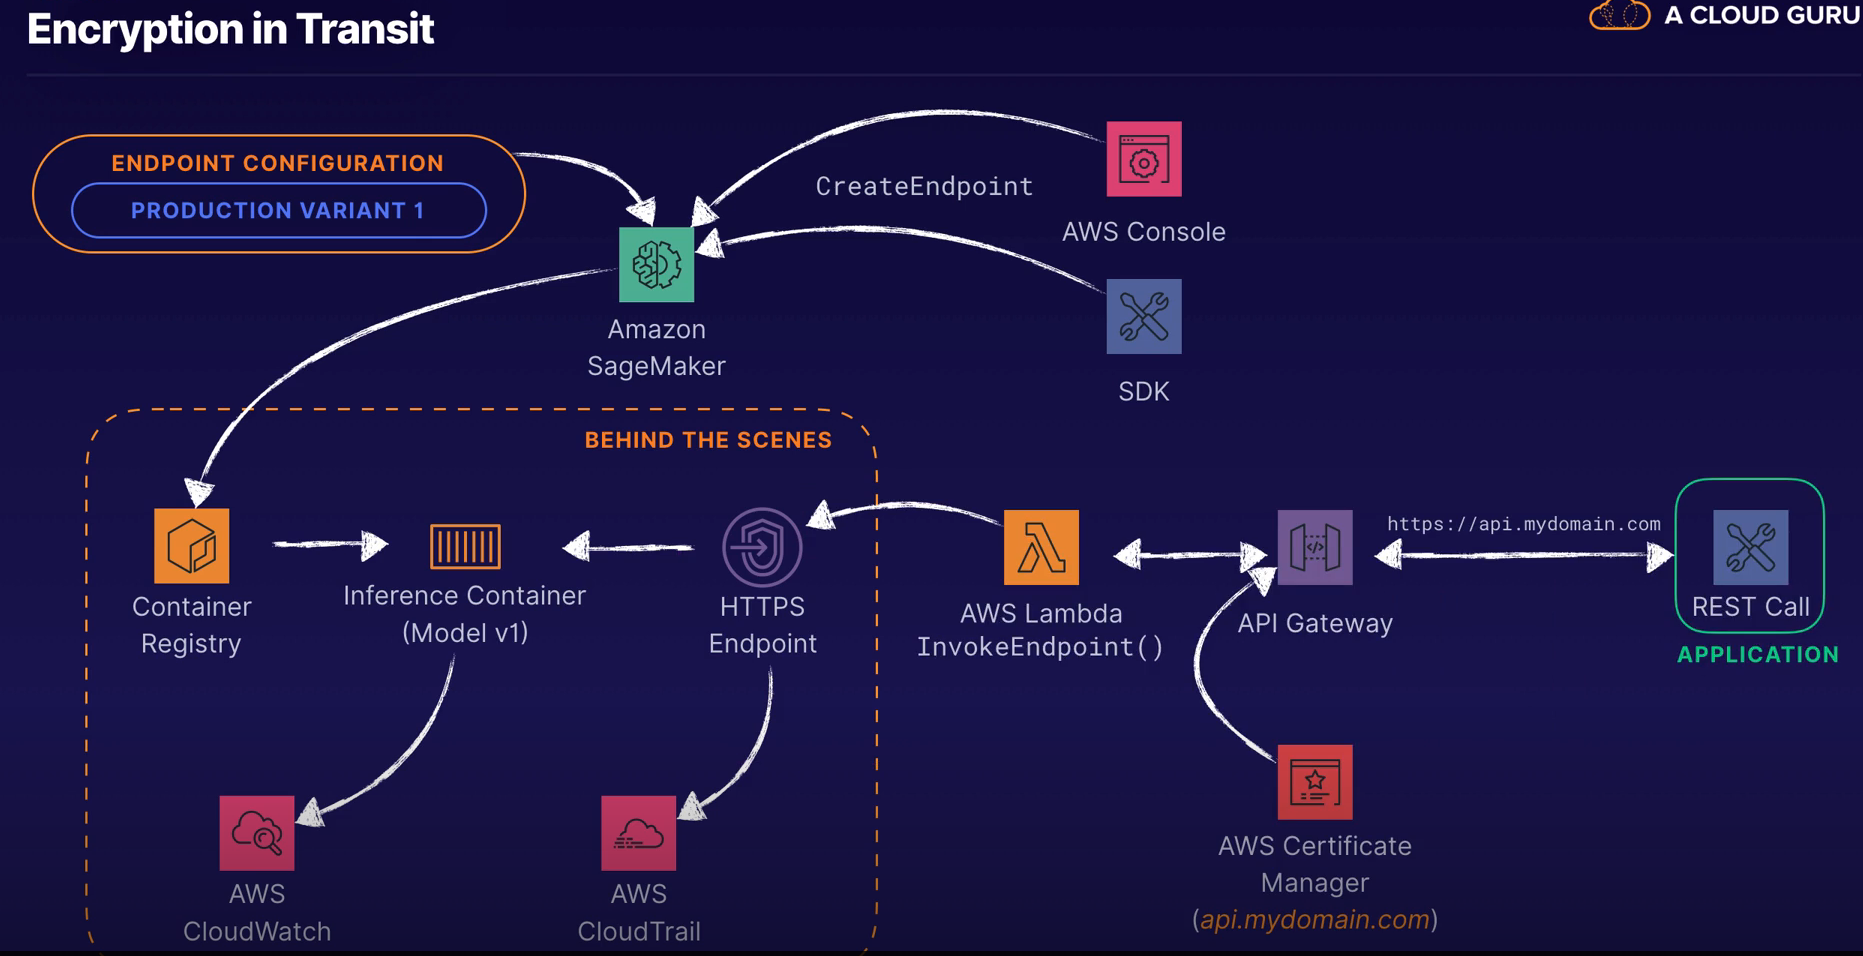 Encryption in Transit
A CLOUD GURU
ENDPOINT CONFIGURATION
PRODUCTION VARIANT 1
CreateEndpoint
AWS Console
SDK
Amazon
SageMaker
BEHIND THE SCENES
Container
Registry
Inference Container
(Model v1)
HTTPS
Endpoint
AWS Lambda
InvokeEndpoint()
</>
API Gateway
https://api.mydomain.com
REST Call
APPLICATION
AWS
CloudWatch
AWS
CloudTrail
AWS Certificate
Manager
(api.mydomain.com)